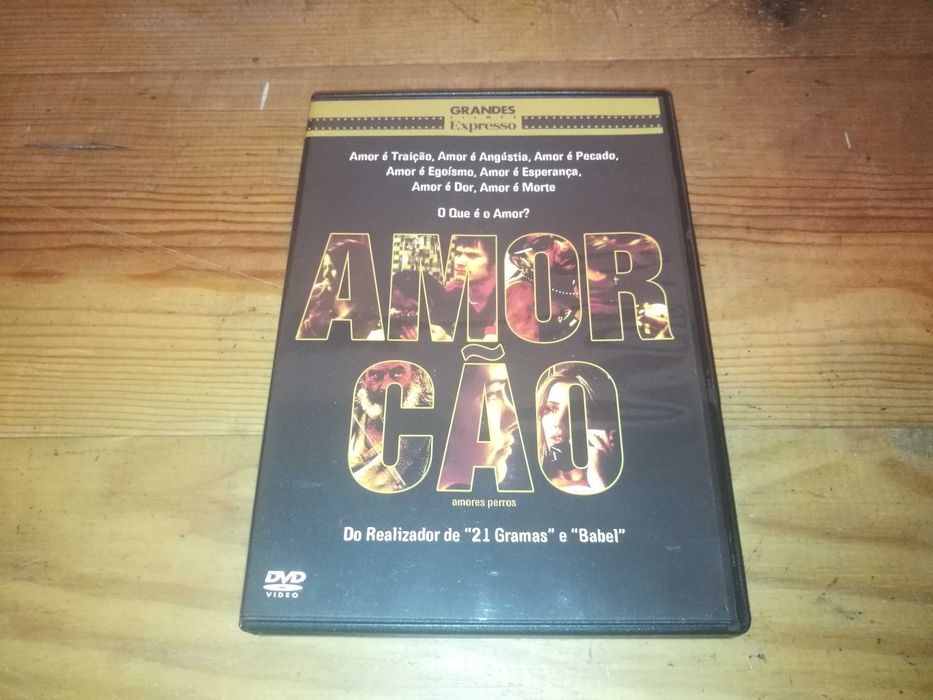 GRANDES
FILMES
Expresso
Amor é Traição, Amor é Angústia, Amor é Pecado,
Amor é Egoísmo, Amor é Esperança,
Amor é Dor, Amor é Morte
O Que é o Amor?
AMOR
CÃO
amores perros
Do Realizador de “21 Gramas” e “Babel”
DVD
VIDEO